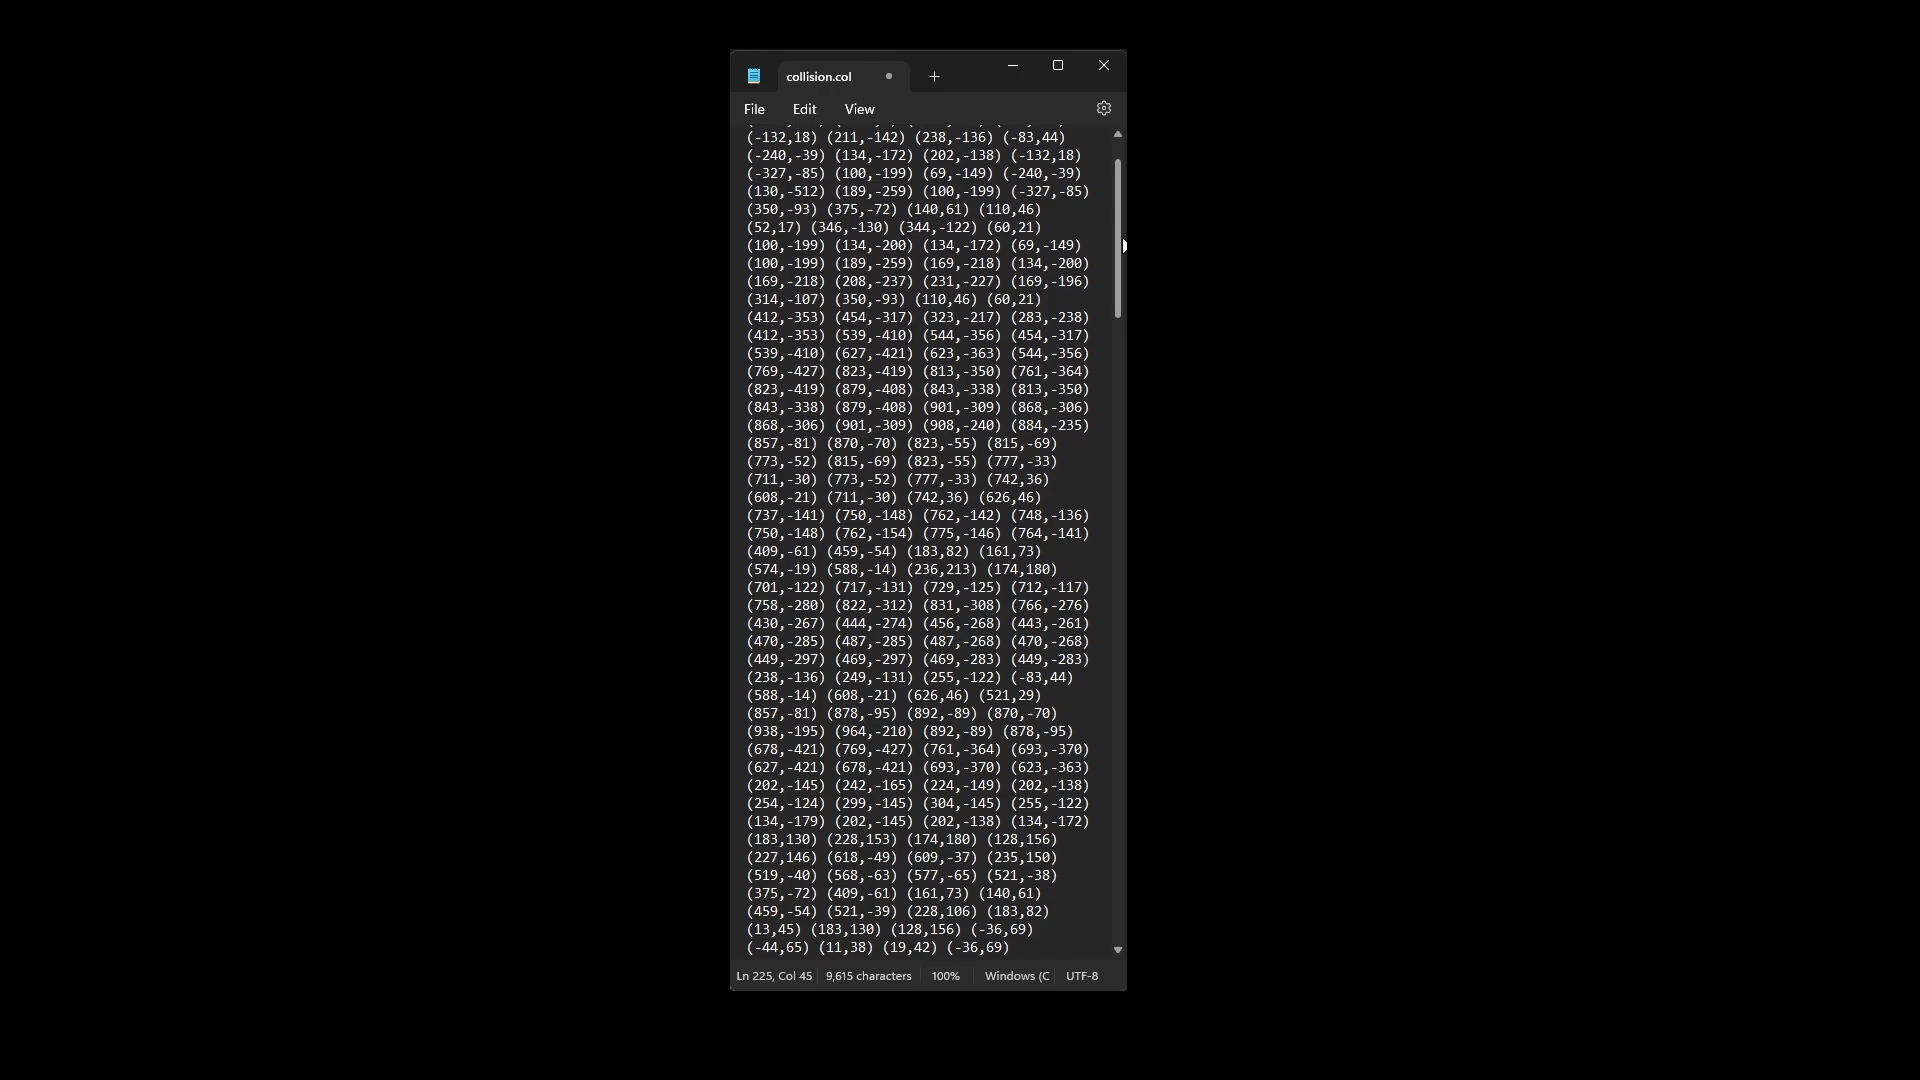 collision.col
File Edit View
(-132,18) (211,-142) (238,-136) (-83,44)
(-240,-39) (134,-172) (202,-138) (-132,18)
(-327,-85) (100,-199) (69,-149) (-240,-39)
(130,-512) (189,-259) (100,-199) (-327,-85)
(350,-93) (375,-72) (140,61) (110,46)
(52,17) (346,-130) (344,-122) (60,21)
(100,-199) (134,-200) (134,-172) (69,-149)
(100,-199) (189,-259) (169,-218) (134,-200)
(169,-218) (208,-237) (231,-227) (169,-196)
(314,-107) (350,-93) (110,46) (60,21)
(412,-353) (454,-317) (323,-217) (283,-238)
(412,-353) (539,-410) (544,-356) (454,-317)
(539,-410) (627,-421) (623,-363) (544,-356)
(769,-427) (823,-419) (813,-350) (761,-364)
(823,-419) (879,-408) (843,-338) (813,-350)
(843,-338) (879,-408) (901,-309) (868,-306)
(868,-306) (901,-309) (908,-240) (884,-235)
(857,-81) (870,-70) (823,-55) (815,-69)
(773,-52) (815,-69) (823,-55) (777,-33)
(711,-30) (773,-52) (777,-33) (742,36)
(608,-21) (711,-30) (742,36) (626,46)
(737,-141) (750,-148) (762,-142) (748,-136)
(750,-148) (762,-154) (775,-146) (764,-141)
(409,-61) (459,-54) (183,82) (161,73)
(574,-19) (588,-14) (236,213) (174,180)
(701,-122) (717,-131) (729,-125) (712,-117)
(758,-280) (822,-312) (831,-308) (766,-276)
(430,-267) (444,-274) (456,-268) (443,-261)
(470,-285) (487,-285) (487,-268) (470,-268)
(449,-297) (469,-297) (469,-283) (449,-283)
(238,-136) (249,-131) (255,-122) (-83,44)
(588,-14) (608,-21) (626,46) (521,29)
(857,-81) (878,-95) (892,-89) (870,-70)
(938,-195) (964,-210) (892,-89) (878,-95)
(678,-421) (769,-427) (761,-364) (693,-370)
(627,-421) (678,-421) (693,-370) (623,-363)
(202,-145) (242,-165) (224,-149) (202,-138)
(254,-124) (299,-145) (304,-145) (255,-122)
(134,-179) (202,-145) (202,-138) (134,-172)
(183,130) (228,153) (174,180) (128,156)
(227,146) (618,-49) (609,-37) (235,150)
(519,-40) (568,-63) (577,-65) (521,-38)
(375,-72) (409,-61) (161,73) (140,61)
(459,-54) (521,-39) (228,106) (183,82)
(13,45) (183,130) (128,156) (-36,69)
(-44,65) (11,38) (19,42) (-36,69)
Ln 225, Col 45 9,615 characters 100% Windows (C UTF-8